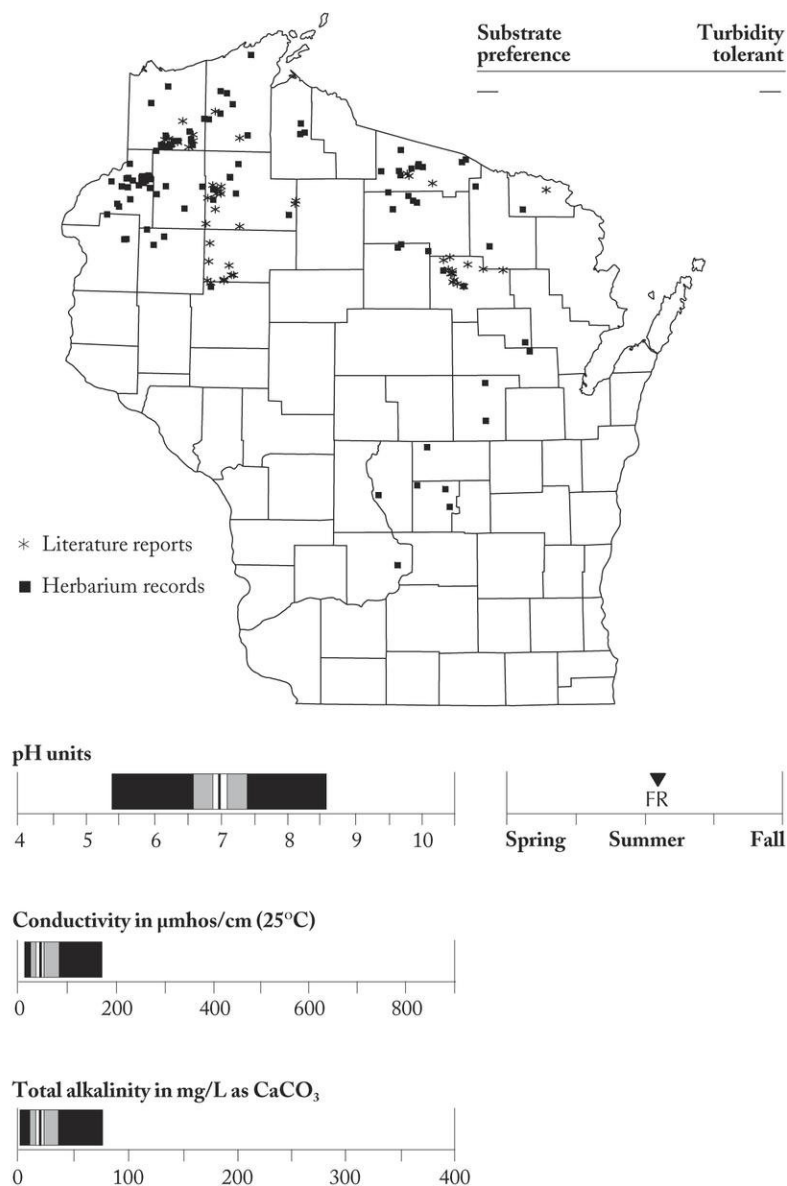 Substrate preference
Turbidity tolerant
—
—
* Literature reports
■ Herbarium records
pH units
4 5 6 7 8 9 10
FR
Spring Summer Fall
Conductivity in µmhos/cm (25°C)
0 200 400 600 800
Total alkalinity in mg/L as CaCO₃
0 100 200 300 400